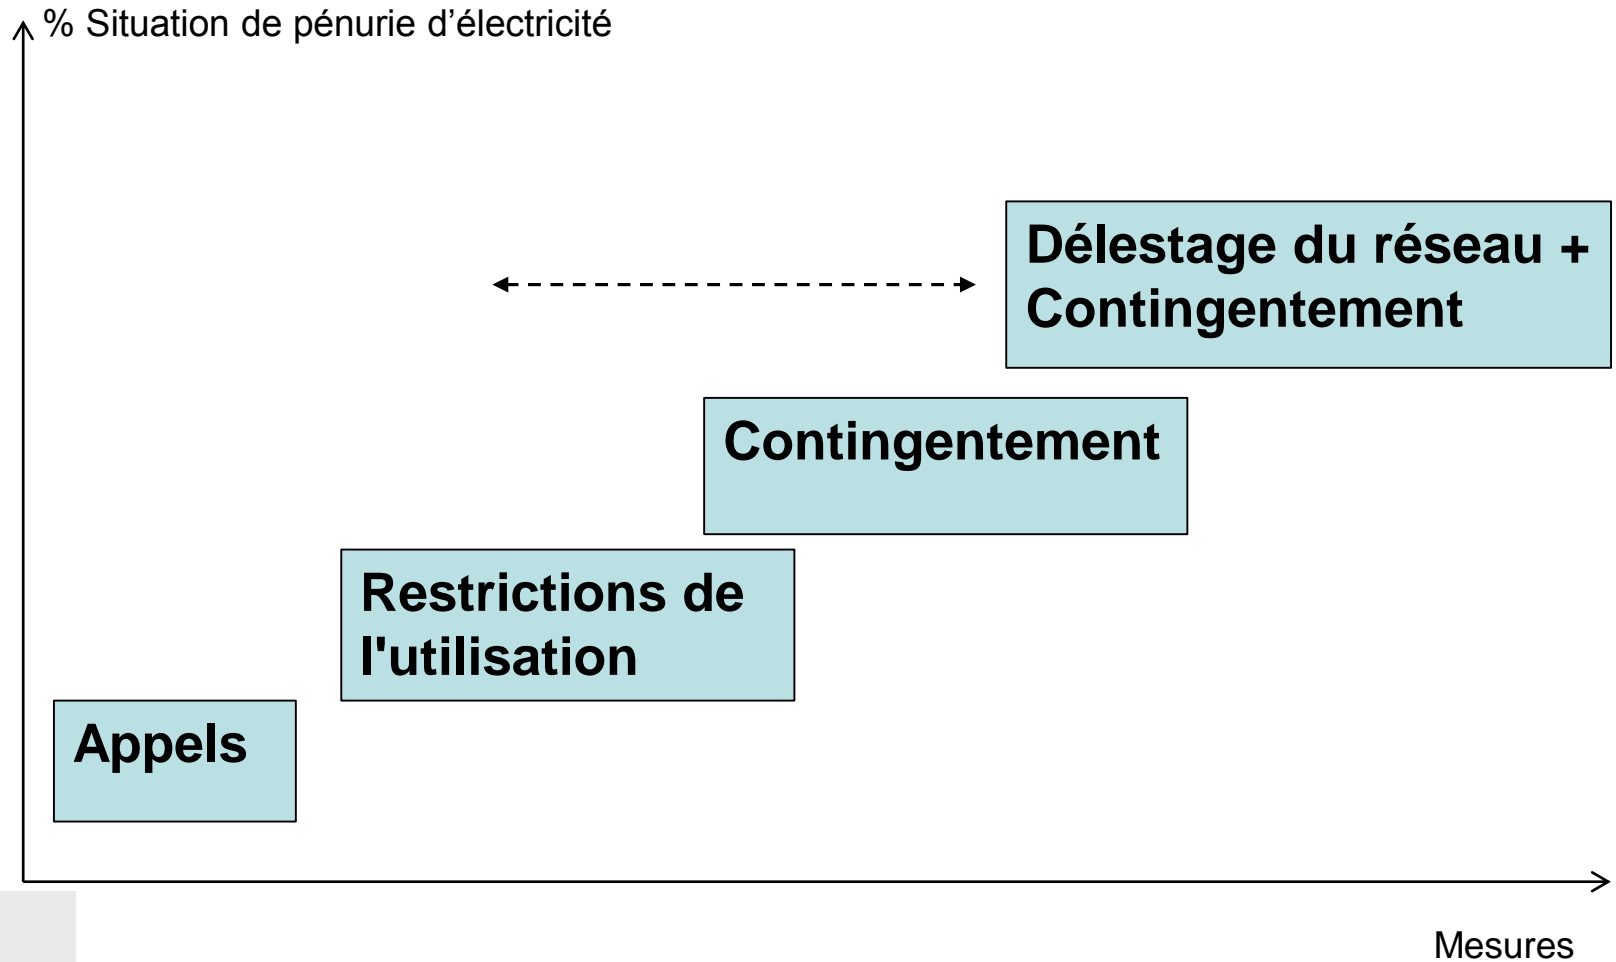 % Situation de pénurie d’électricité
Délestage du réseau +
Contingentement
Contingentement
Restrictions de
l'utilisation
Appels
Mesures